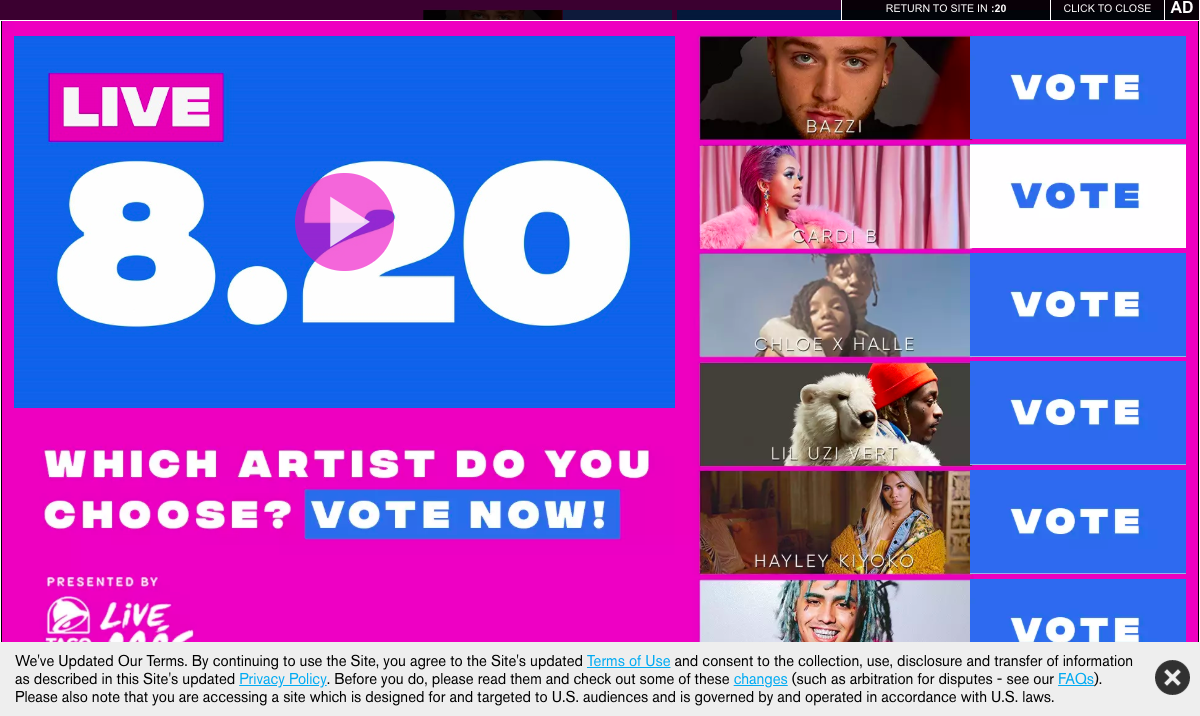 RETURN TO SITE IN :20
CLICK TO CLOSE
AD
LIVE
8.20
WHICH ARTIST DO YOU
CHOOSE? VOTE NOW!
PRESENTED BY
TACO
LiVE
BAZZI
VOTE
CARDI B
VOTE
CHLOE X HALLE
VOTE
LIL UZI VERT
VOTE
HAYLEY KIYOKO
VOTE
VOTE
We've Updated Our Terms. By continuing to use the Site, you agree to the Site's updated Terms of Use and consent to the collection, use, disclosure and transfer of information
as described in this Site's updated Privacy Policy. Before you do, please read them and check out some of these changes (such as arbitration for disputes - see our FAQs).
Please also note that you are accessing a site which is designed for and targeted to U.S. audiences and is governed by and operated in accordance with U.S. laws.